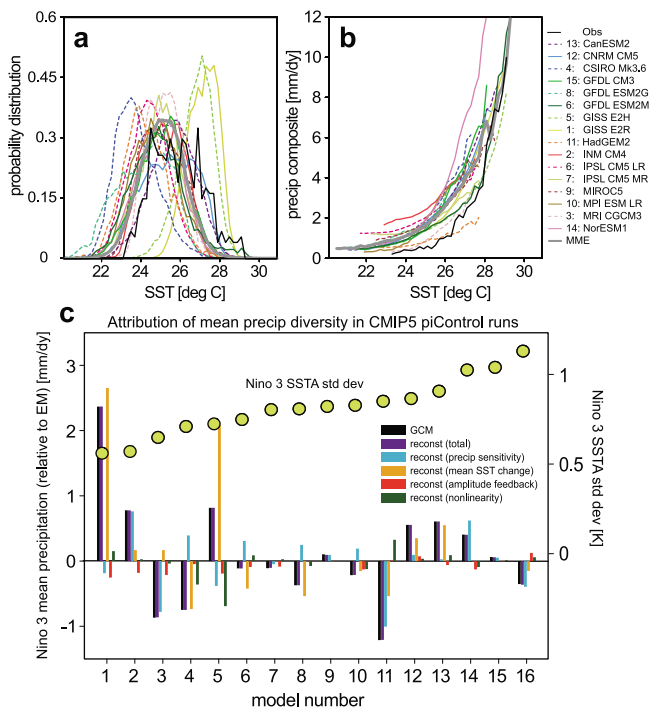 a
probability distribution
0.6
0.45
0.3
0.15
0
22 24 26 28 30
SST [deg C]
b
precip composite [mm/dy]
12
10
8
6
4
2
0
22 24 26 28 30
SST [deg C]
Obs
13: CanESM2
12: CNRM CM5
4: CSIRO Mk3.6
15: GFDL CM3
8: GFDL ESM2G
6: GFDL ESM2M
5: GISS E2H
1: GISS E2R
11: HadGEM2
2: INM CM4
6: IPSL CM5 LR
7: IPSL CM5 MR
9: MIROC5
10: MPI ESM LR
3: MRI CGCM3
14: NorESM1
MME
c
Attribution of mean precip diversity in CMIP5 piControl runs
Nino 3 mean precipitation (relative to EM) [mm/dy]
3
2
1
0
-1
Nino 3 SSTA std dev
GCM
reconst (total)
reconst (precip sensitivity)
reconst (mean SST change)
reconst (amplitude feedback)
reconst (nonlinearity)
1
0.5
0
Nino 3 SSTA std dev [K]
1 2 3 4 5 6 7 8 9 10 11 12 13 14 15 16
model number